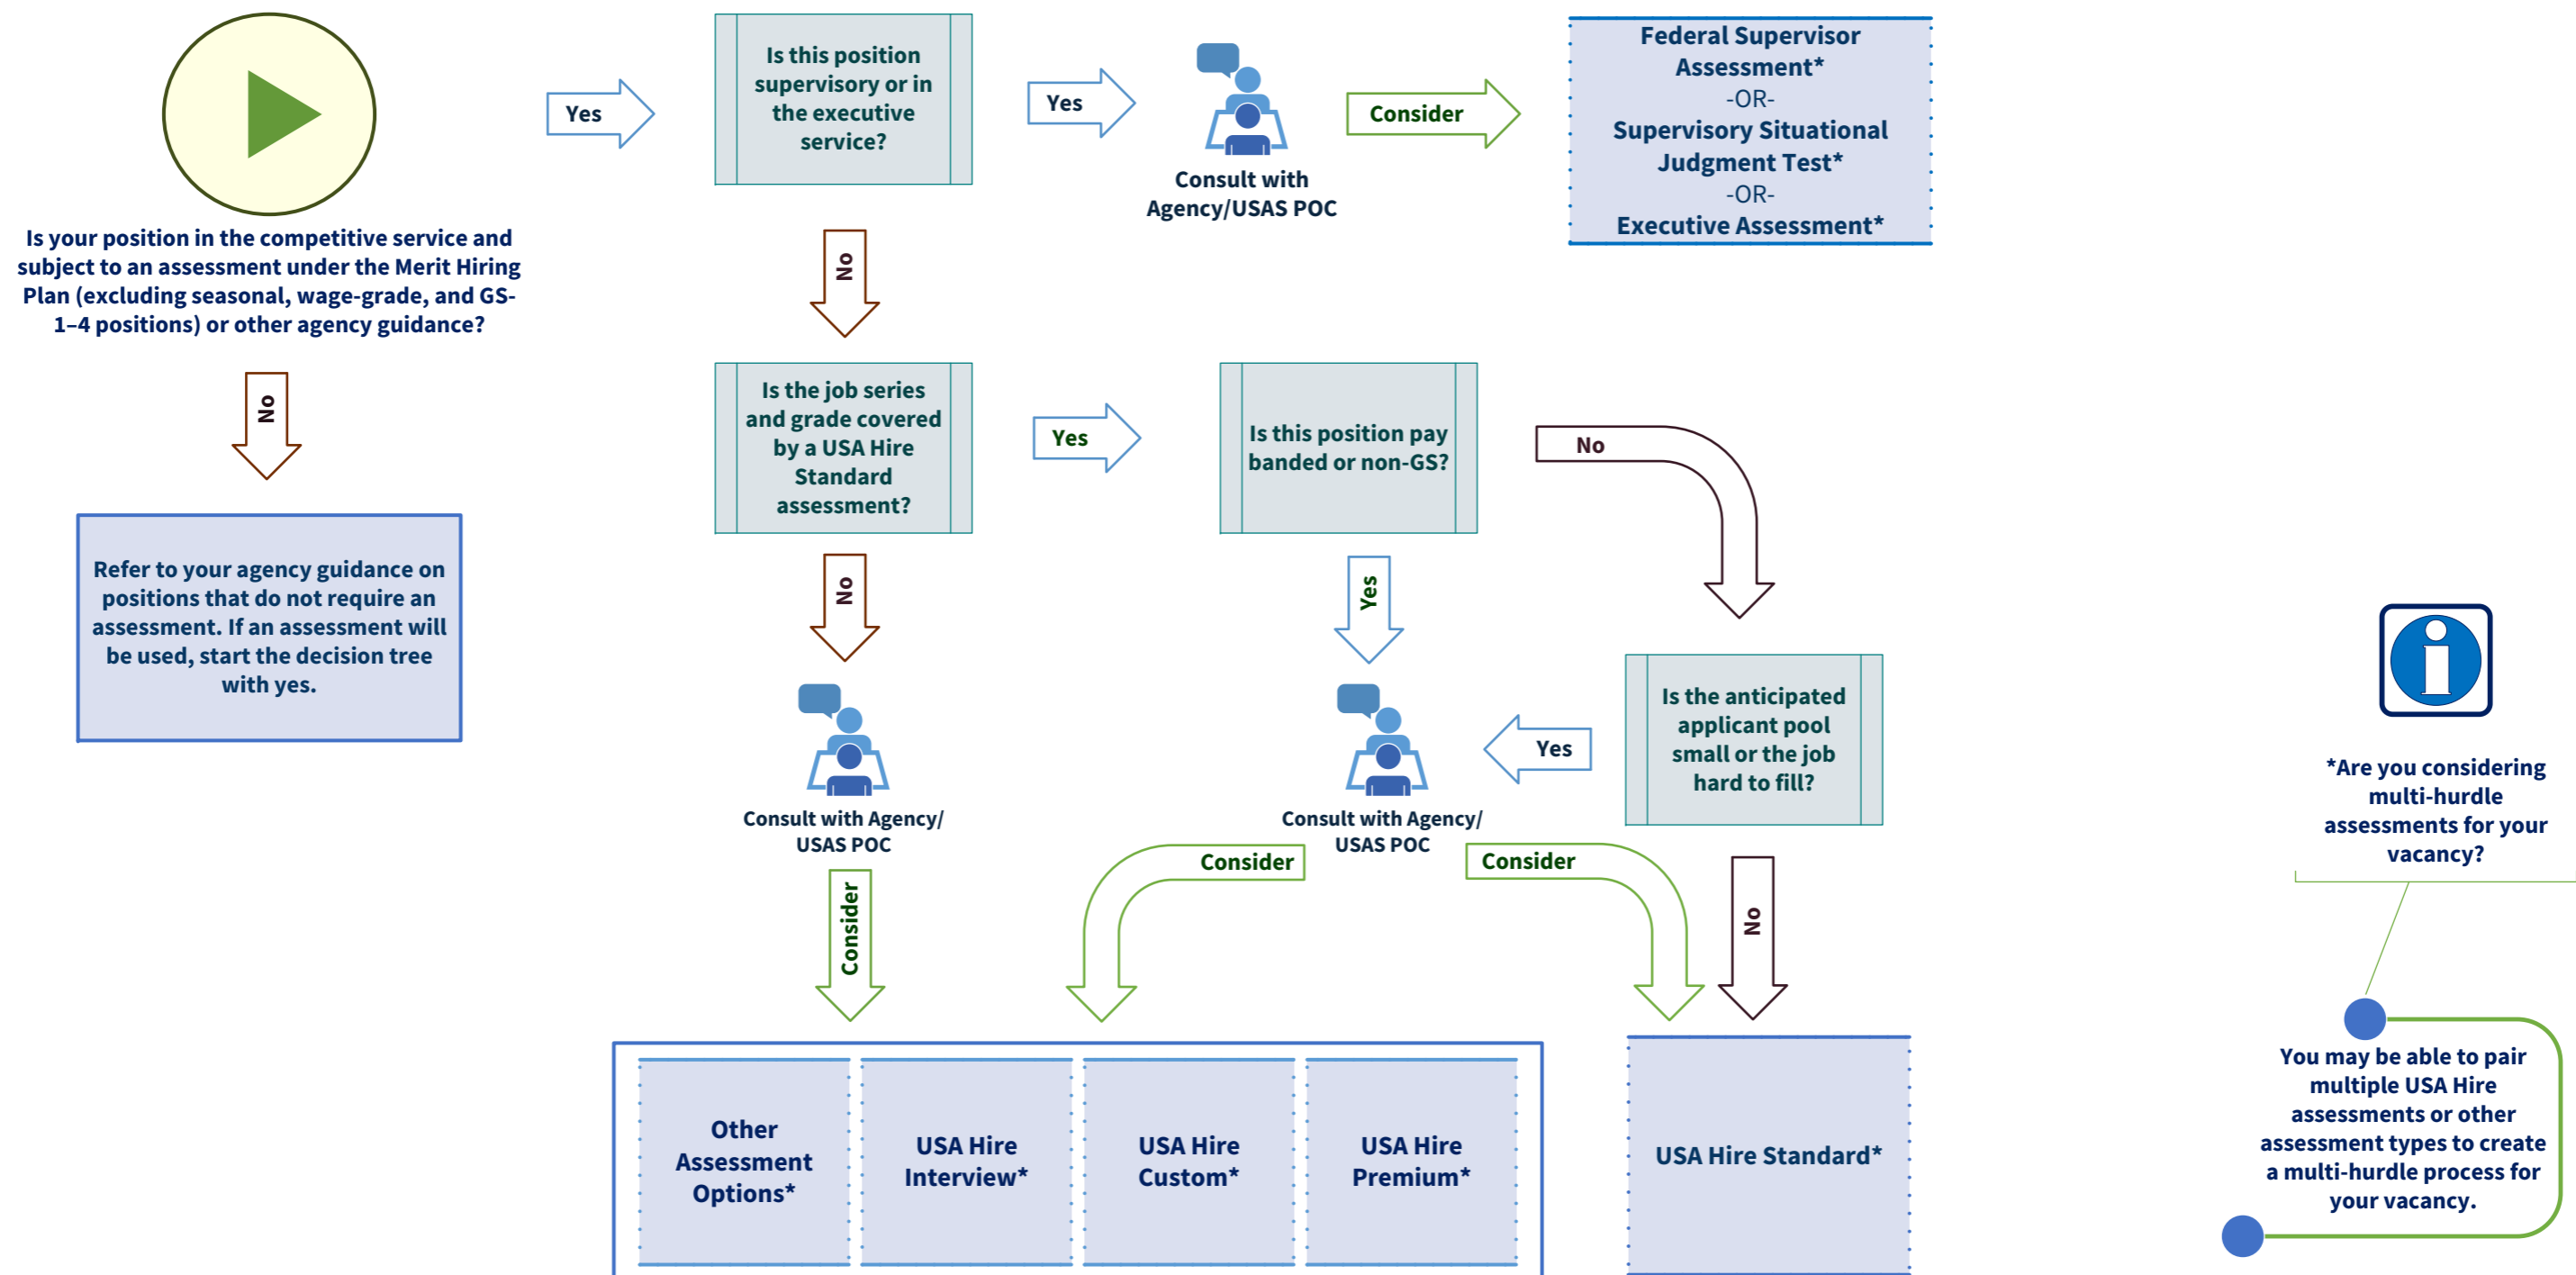 Is your position in the competitive service and
subject to an assessment under the Merit Hiring
Plan (excluding seasonal, wage-grade, and GS-
1–4 positions) or other agency guidance?
No
Refer to your agency guidance on
positions that do not require an
assessment. If an assessment will
be used, start the decision tree
with yes.
Yes
Is this position
supervisory or in
the executive
service?
Yes
Consult with
Agency/USAS POC
Consider
Federal Supervisor
Assessment*
-OR-
Supervisory Situational
Judgment Test*
-OR-
Executive Assessment*
No
Is the job series
and grade covered
by a USA Hire
Standard
assessment?
Yes
Is this position pay
banded or non-GS?
No
No
Yes
Is the anticipated
applicant pool
small or the job
hard to fill?
Yes
Consult with Agency/
USAS POC
Consult with Agency/
USAS POC
Consider
Consider
Consider
No
Other
Assessment
Options*
USA Hire
Interview*
USA Hire
Custom*
USA Hire
Premium*
USA Hire Standard*
*Are you considering
multi-hurdle
assessments for your
vacancy?
You may be able to pair
multiple USA Hire
assessments or other
assessment types to create
a multi-hurdle process for
your vacancy.